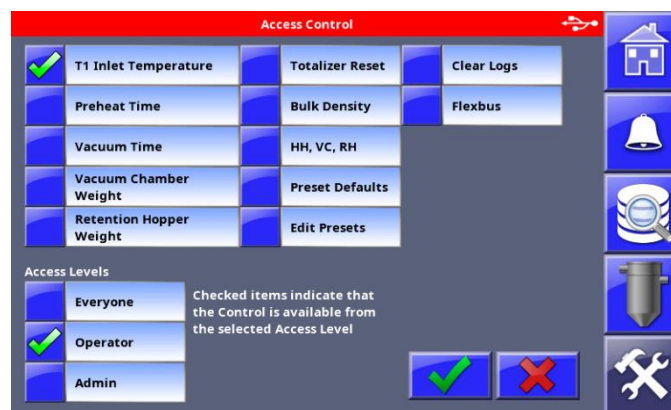 Access Control
T1 Inlet Temperature
Totalizer Reset
Clear Logs
Preheat Time
Bulk Density
Flexbus
Vacuum Time
HH, VC, RH
Vacuum Chamber
Weight
Preset Defaults
Retention Hopper
Weight
Edit Presets
Access Levels
Everyone
Operator
Admin
Checked items indicate that
the Control is available from
the selected Access Level